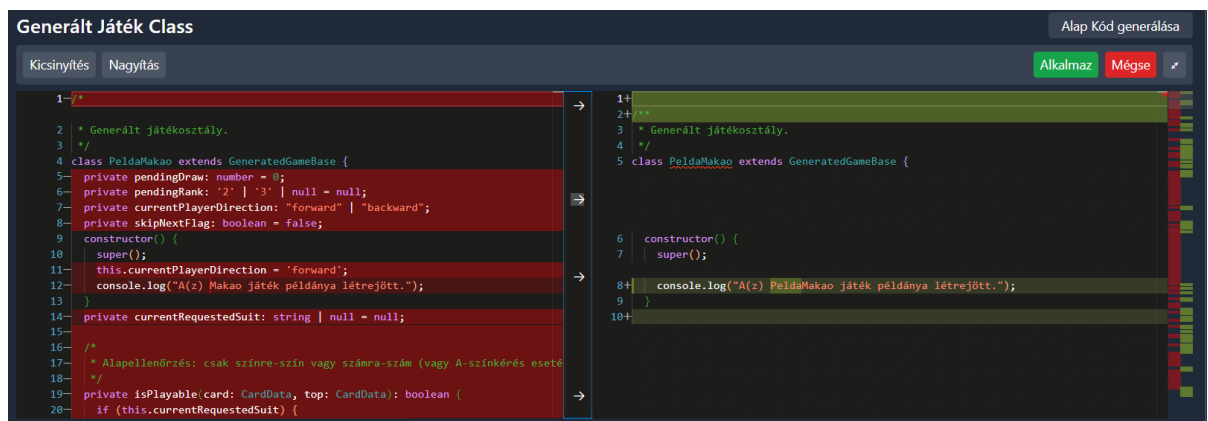 Generált Játék Class
Alap Kód generálása
Kicsinyítés Nagyítás
Alkalmaz Mégse
1 /*
2 * Generált játékosztály.
3 */
4 class PeldaMakao extends GeneratedGameBase {
5 private pendingDraw: number = 0;
6 private pendingRank: '2' | '3' | null = null;
7 private currentPlayerDirection: "forward" | "backward";
8 private skipNextFlag: boolean = false;
9 constructor() {
10 super();
11 this.currentPlayerDirection = 'forward';
12 console.log("A(z) Makao játék példánya létrejött.");
13 }
14 private currentRequestedSuit: string | null = null;
15
16 /*
17 * Alapellenőrzés: csak színre-szín vagy számra-szám (vagy A-színkérés eseté
18 */
19 private isPlayable(card: CardData, top: CardData): boolean {
20 if (this.currentRequestedSuit) {
1+
2+ /**
3 * Generált játékosztály.
4 */
5 class PeldaMakao extends GeneratedGameBase {
6 constructor() {
7 super();
8+ console.log("A(z) PeldaMakao játék példánya létrejött.");
9 }
10+